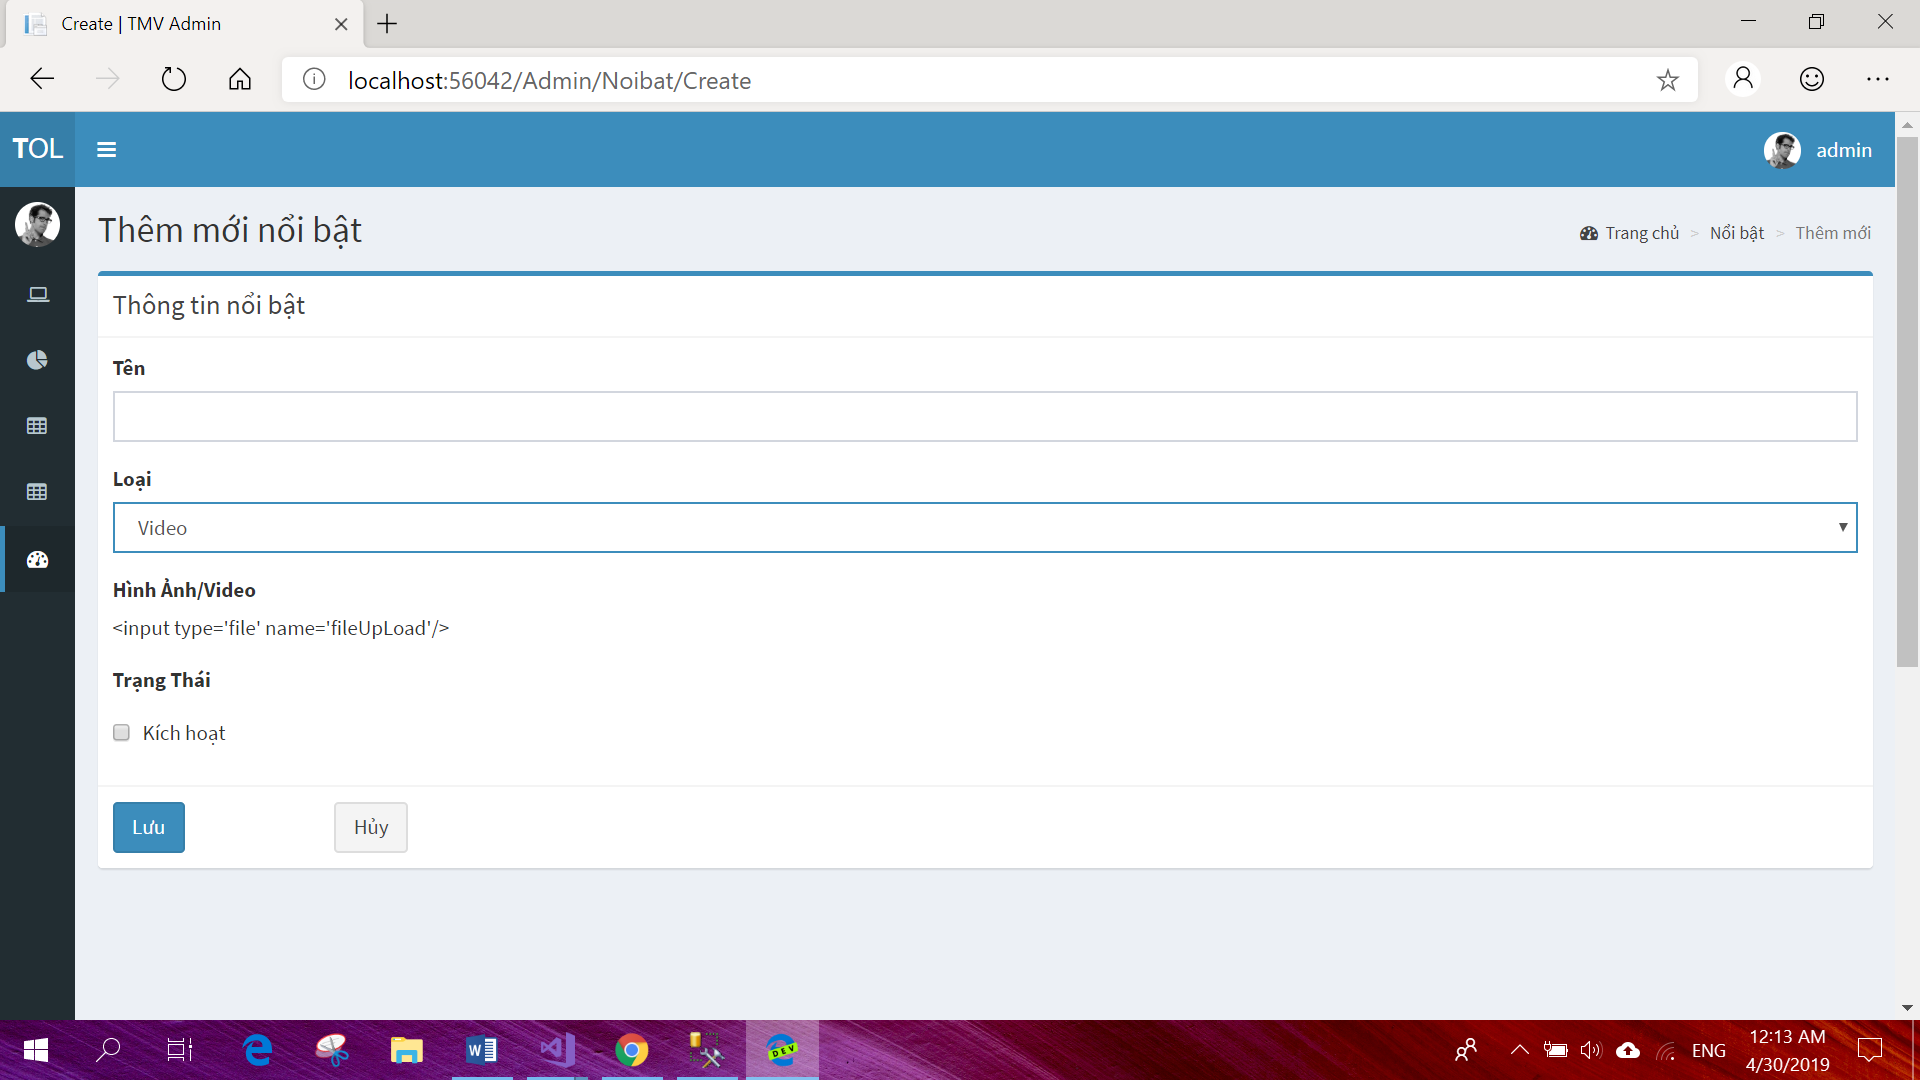 Create | TMV Admin
localhost:56042/Admin/Noibat/Create
TOL
admin
Thêm mới nổi bật
Trang chủ > Nổi bật > Thêm mới
Thông tin nổi bật
Tên
Loại
Video
Hình Ảnh/Video
<input type='file' name='fileUpLoad'/>
Trạng Thái
Kích hoạt
Lưu
Hủy
DEV
ENG
12:13 AM
4/30/2019